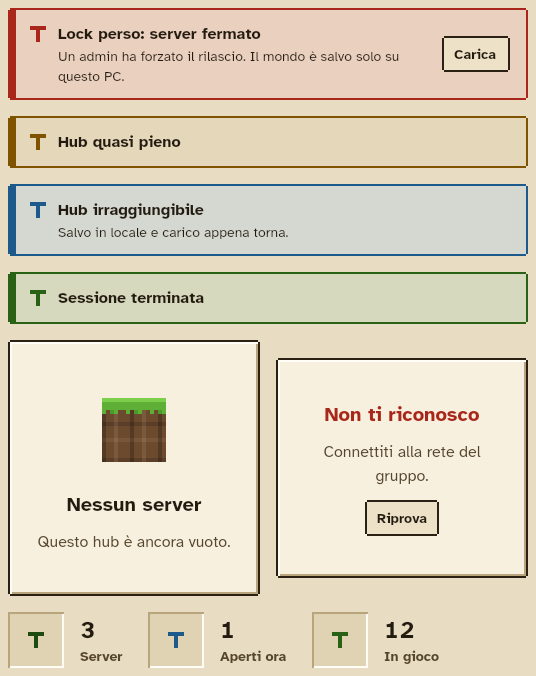 Lock perso: server fermato
Un admin ha forzato il rilascio. Il mondo è salvo solo su
questo PC.
Carica
Hub quasi pieno
Hub irraggiungibile
Salvo in locale e carico appena torna.
Sessione terminata
Nessun server
Questo hub è ancora vuoto.
Non ti riconosco
Connettiti alla rete del
gruppo.
Riprova
3
Server
1
Aperti ora
12
In gioco